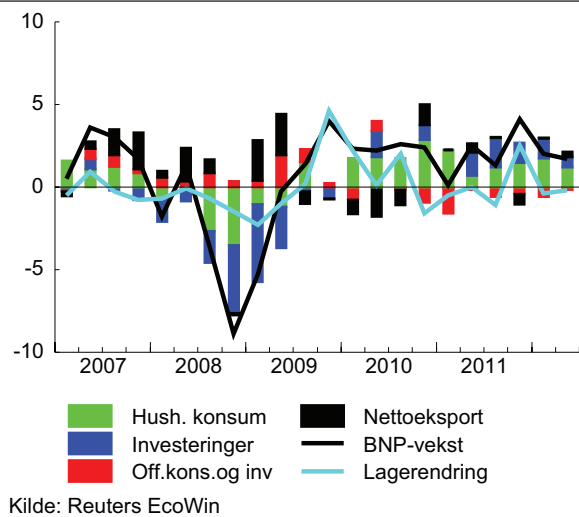 10
5
0
-5
-10
2007 2008 2009 2010 2011
Hush. konsum
Nettoeksport
Investeringer
BNP-vekst
Off.kons.og inv
Lagerendring
Kilde: Reuters EcoWin